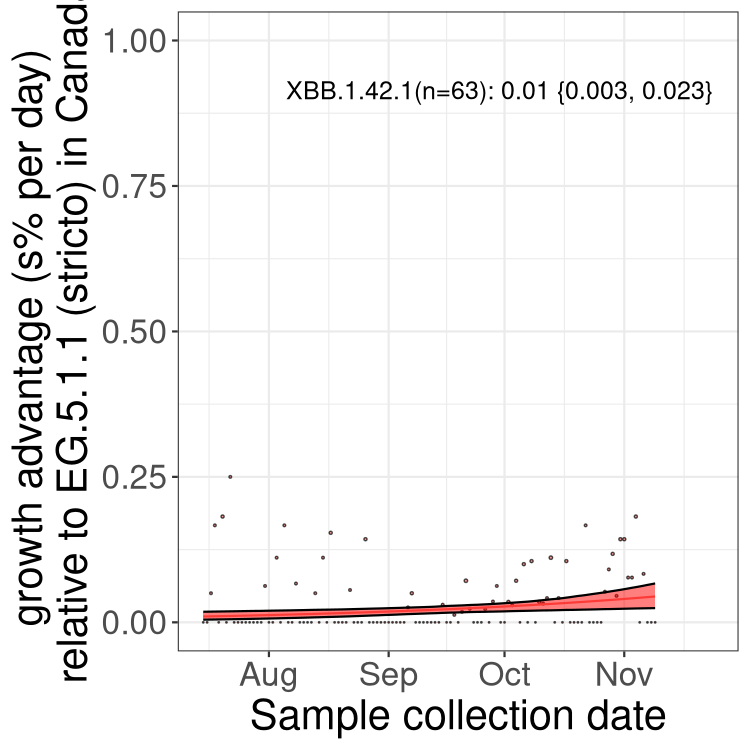 growth advantage (s% per day)
relative to EG.5.1.1 (stricto) in Canada
1.00
0.75
0.50
0.25
0.00
XBB.1.42.1(n=63): 0.01 {0.003, 0.023}
Aug Sep Oct Nov
Sample collection date